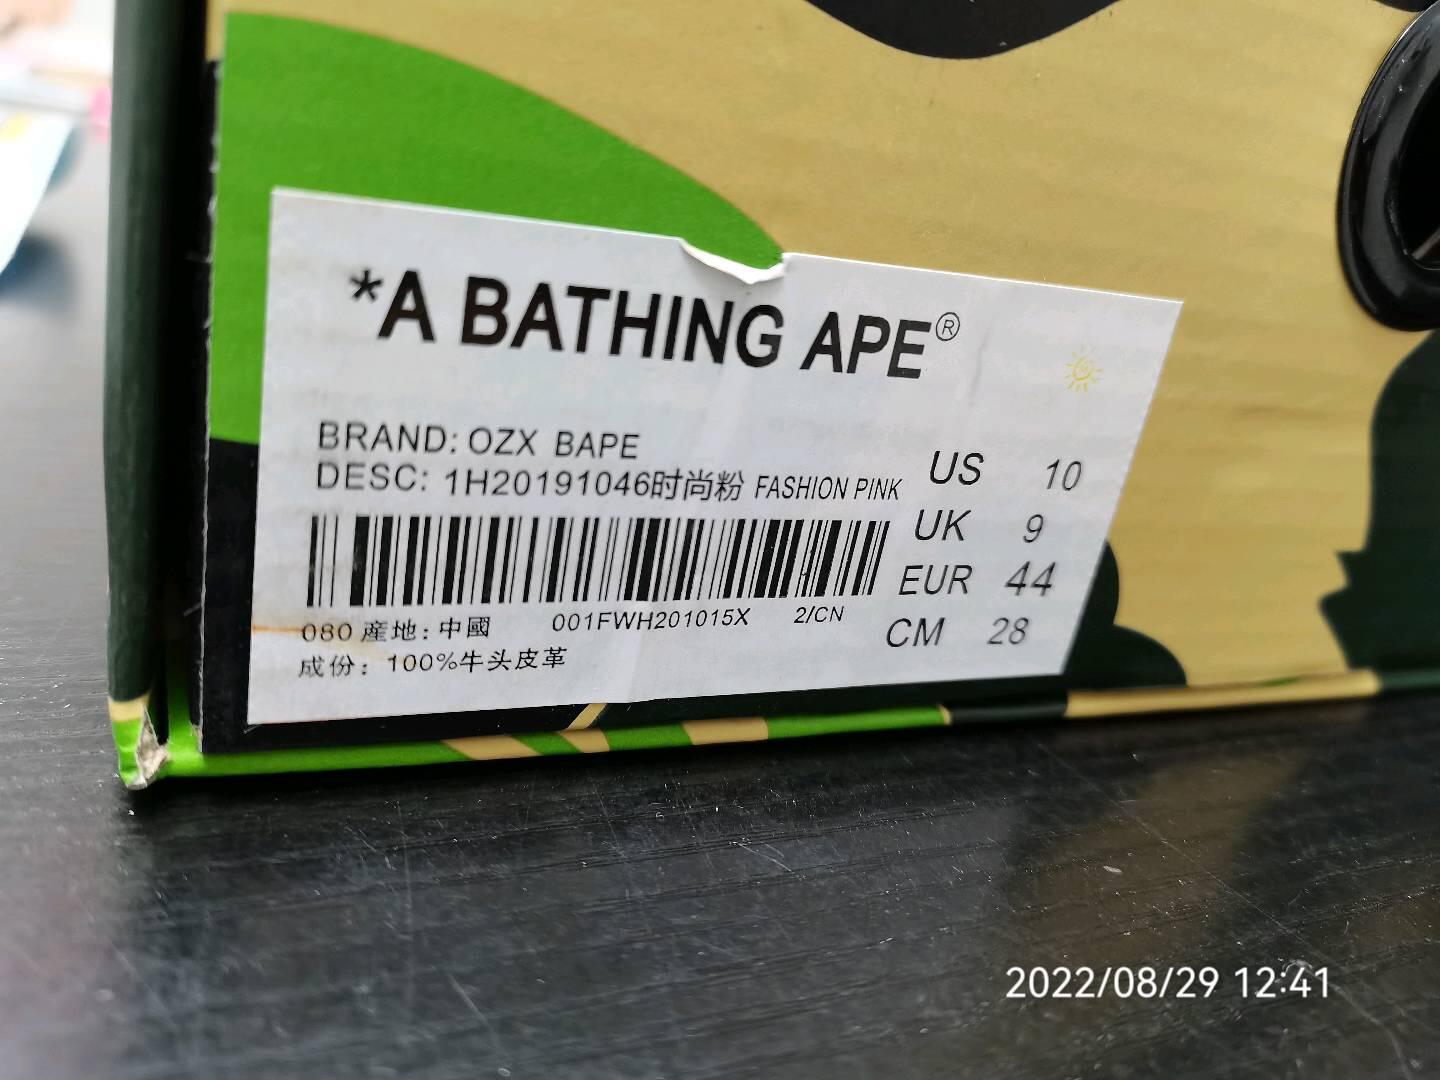 *A BATHING APE®
BRAND: OZX BAPE
DESC: 1H20191046时尚粉 FASHION PINK
US 10
UK 9
EUR 44
CM 28
080 産地: 中國 001FWH201015X 2/CN
成份: 100%牛头皮革
2022/08/29 12:41